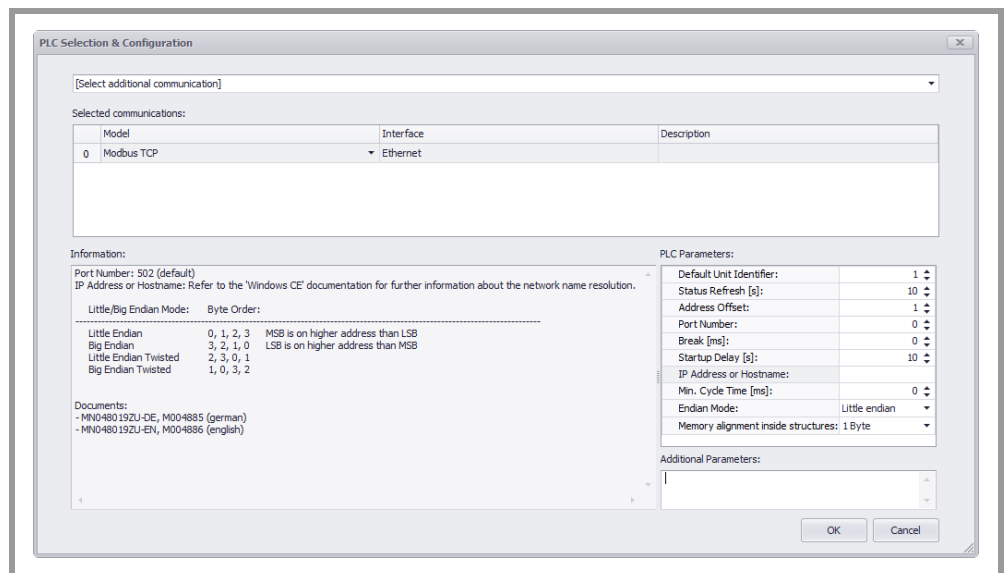 PLC Selection & Configuration
[Select additional communication]
Selected communications:
Model Interface Description
0 Modbus TCP Ethernet
Information:
Port Number: 502 (default)
IP Address or Hostname: Refer to the 'Windows CE' documentation for further information about the network name resolution.
Little/Big Endian Mode: Byte Order:
--------------------------------------------------------------------------------------------------------------------
Little Endian 0, 1, 2, 3 MSB is on higher address than LSB
Big Endian 3, 2, 1, 0 LSB is on higher address than MSB
Little Endian Twisted 2, 3, 0, 1
Big Endian Twisted 1, 0, 3, 2
Documents:
- MN048019ZU-DE, M004885 (german)
- MN048019ZU-EN, M004886 (english)
PLC Parameters:
Default Unit Identifier: 1
Status Refresh [s]: 10
Address Offset: 1
Port Number: 0
Break [ms]: 0
Startup Delay [s]: 10
IP Address or Hostname:
Min. Cycle Time [ms]: 0
Endian Mode: Little endian
Memory alignment inside structures: 1 Byte
Additional Parameters:
OK Cancel